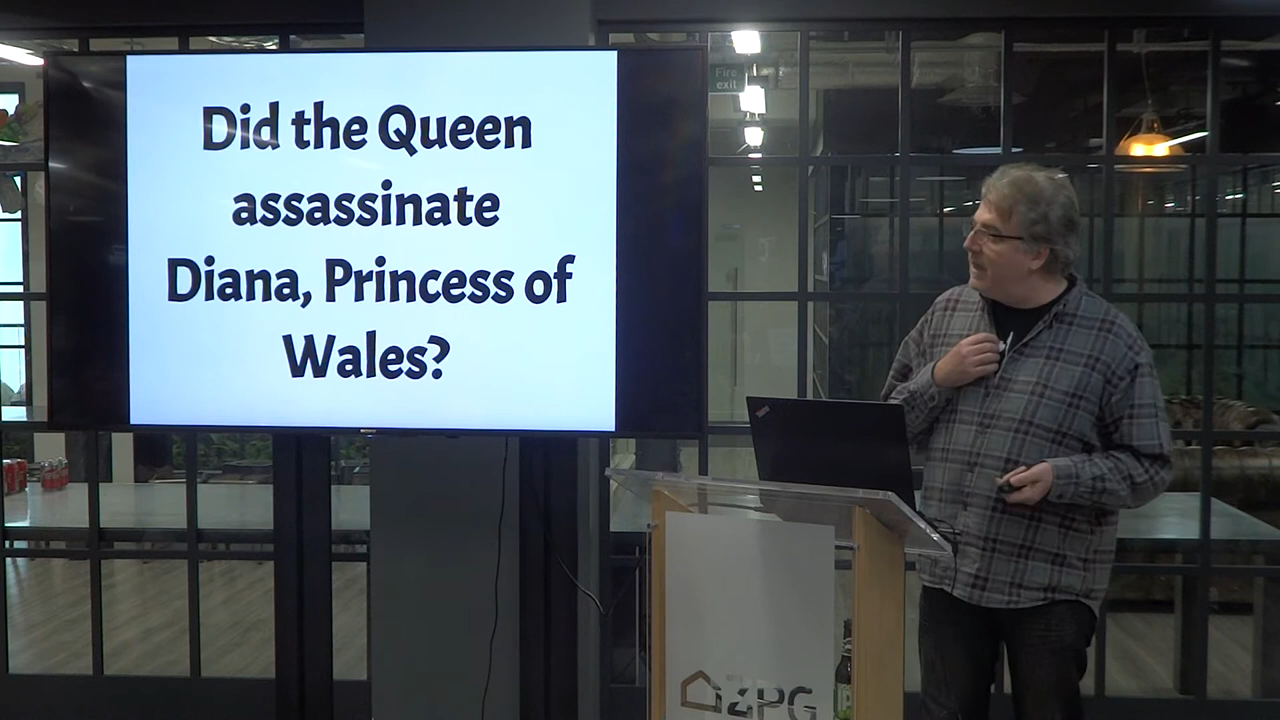 Did the Queen
assassinate
Diana, Princess of
Wales?
Fire
exit
ZPG